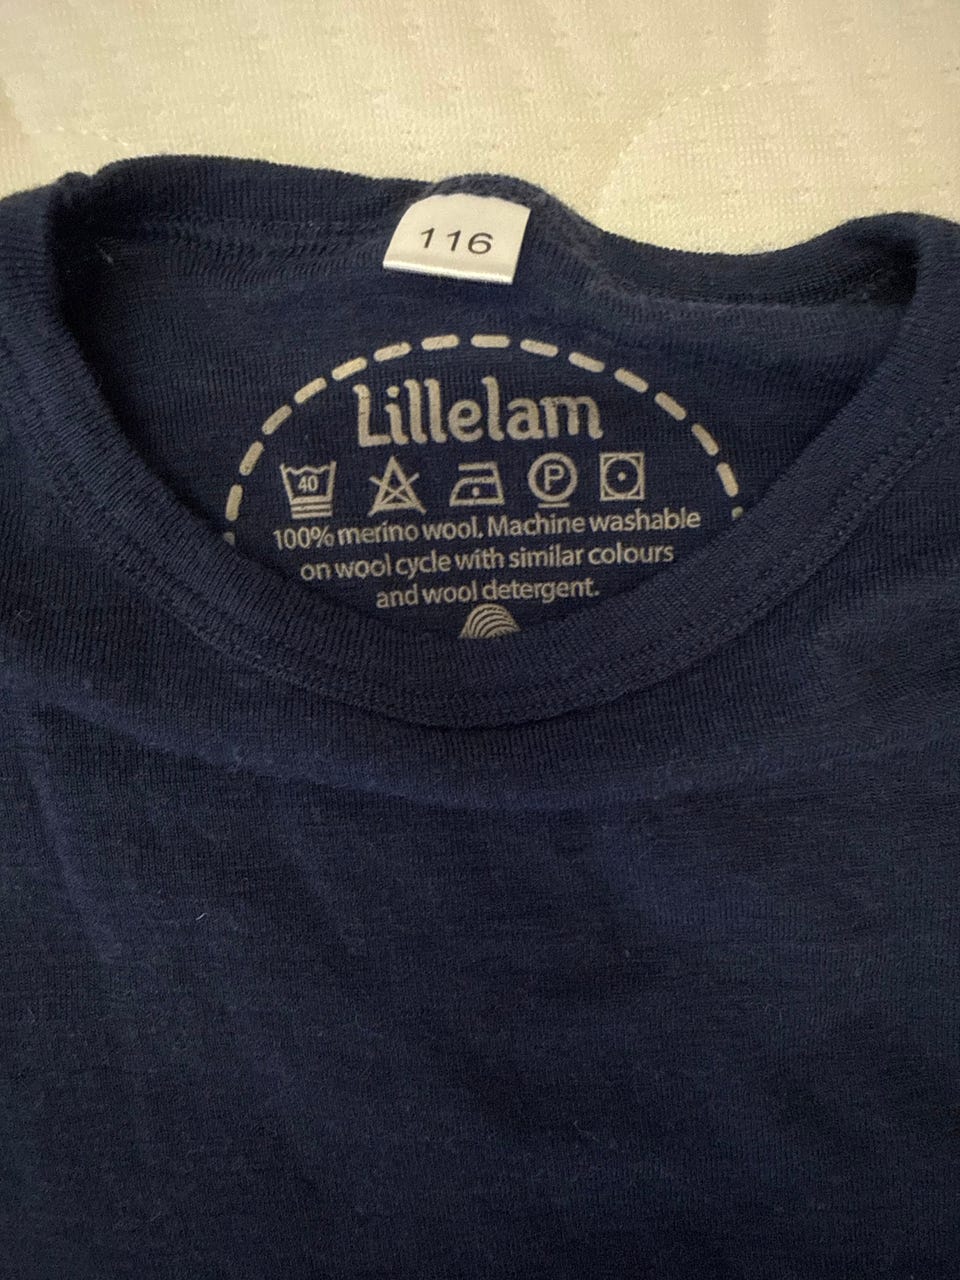 116
Lillelam
40 P
100% merino wool. Machine washable
on wool cycle with similar colours
and wool detergent.